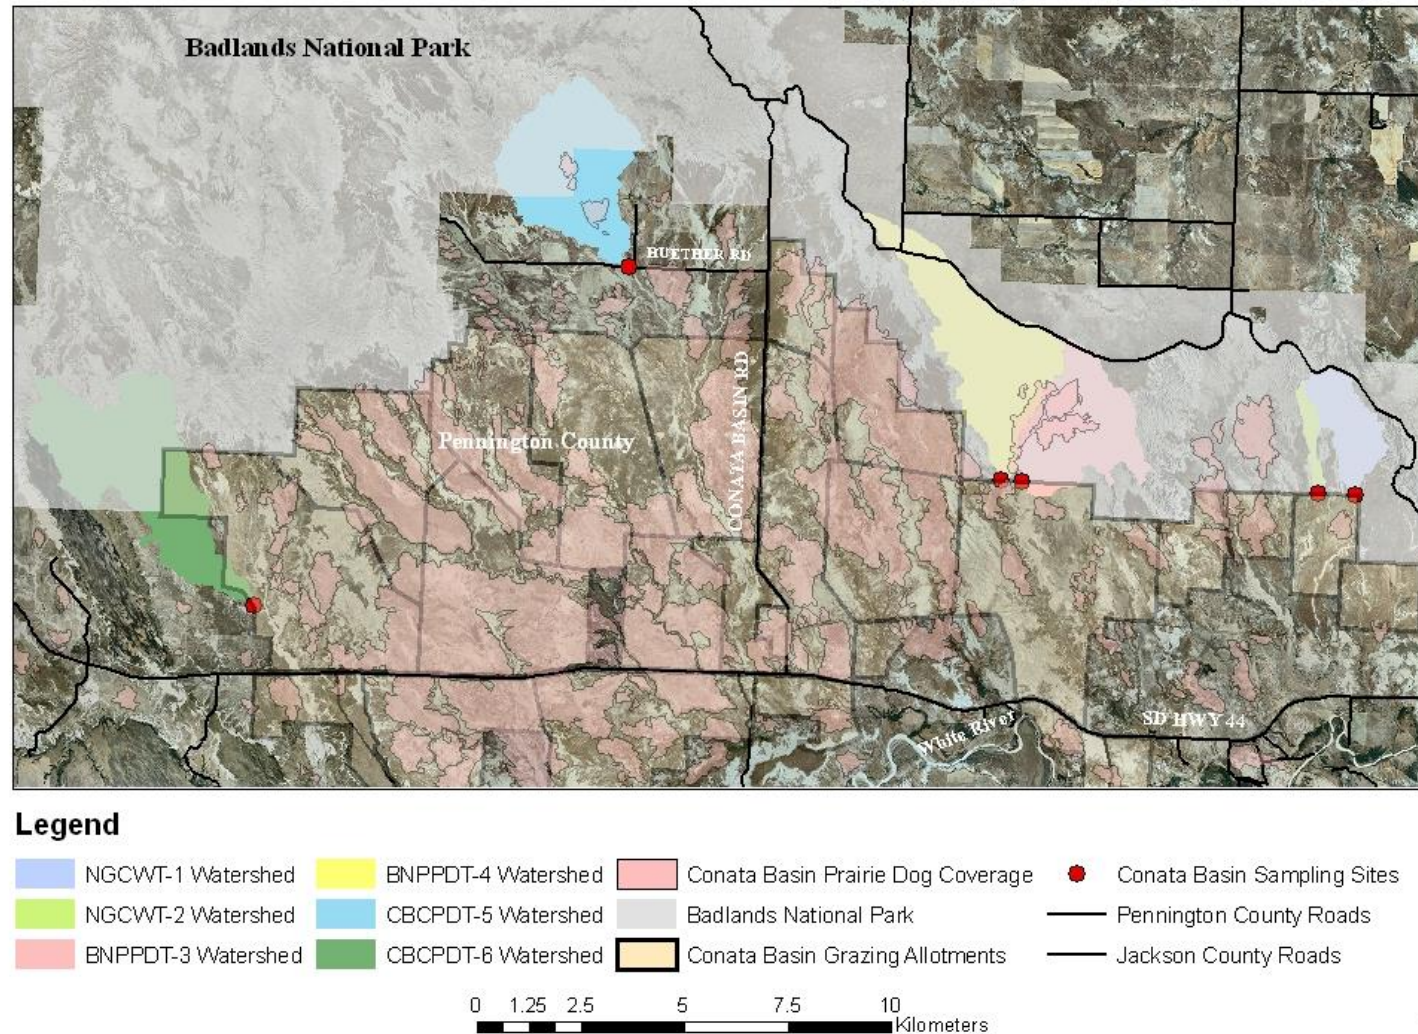 Badlands National Park
BUETHER RD
CONATA BASIN RD
Pennington County
SD HWY 44
White River
Legend
NGCWT-1 Watershed
NGCWT-2 Watershed
BNPPDT-3 Watershed
BNPPDT-4 Watershed
CBCPDT-5 Watershed
CBCPDT-6 Watershed
Conata Basin Prairie Dog Coverage
Badlands National Park
Conata Basin Grazing Allotments
Conata Basin Sampling Sites
Pennington County Roads
Jackson County Roads
0 1.25 2.5 5 7.5 10
Kilometers